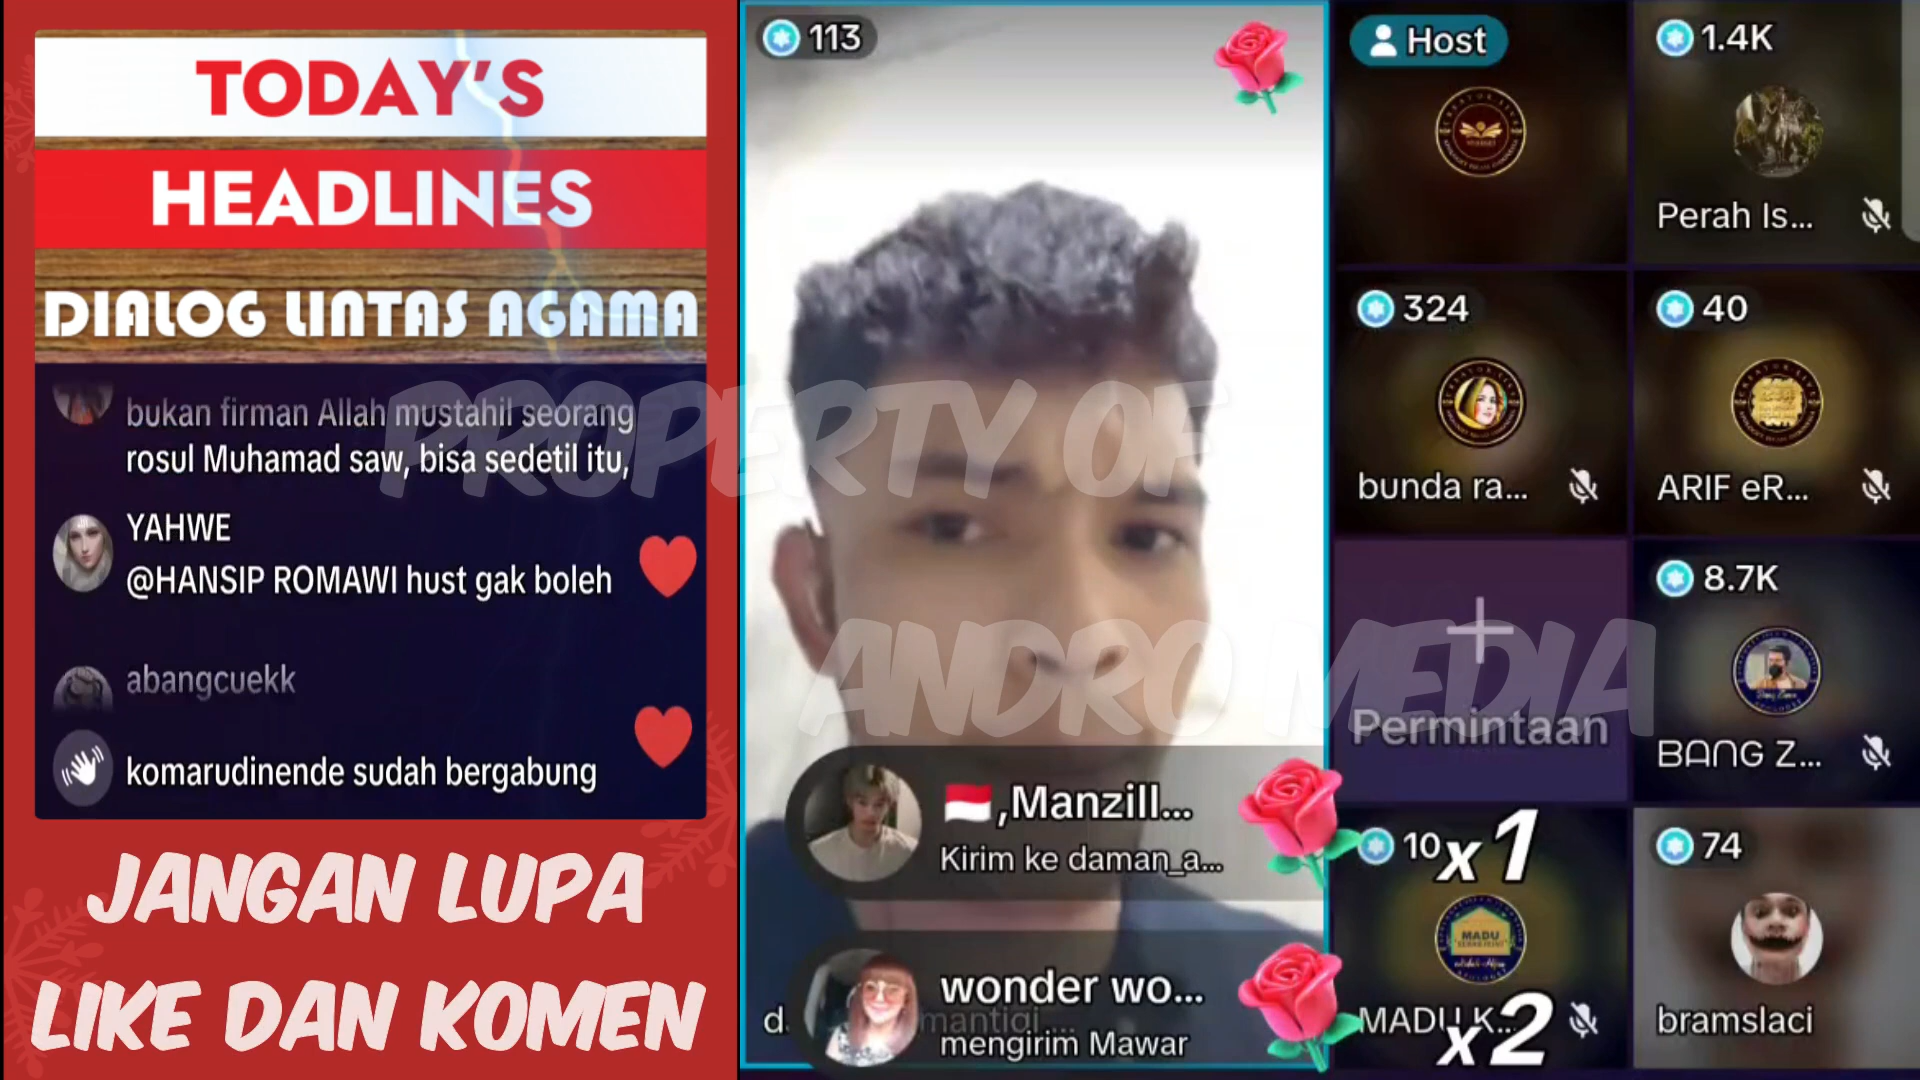 TODAY'S
HEADLINES
DIALOG LINTAS AGAMA
bukan firman Allah mustahil seorang
rosul Muhamad saw, bisa sedetil itu,
YAHWE
@HANSIP ROMAWI hust gak boleh
abangcuekk
komarudinende sudah bergabung
JANGAN LUPA
LIKE DAN KOMEN
113
PROPERTY OF
ANDRO MEDIA
,Manzill...
Kirim ke daman_a...
x1
wonder wo...
mengirim Mawar
x2
d
mantiqi
Host
1.4K
Perah Is...
324
bunda ra...
40
ARIF eR...
Permintaan
8.7K
BANG Z...
10
MADU
MADU K...
74
bramslaci